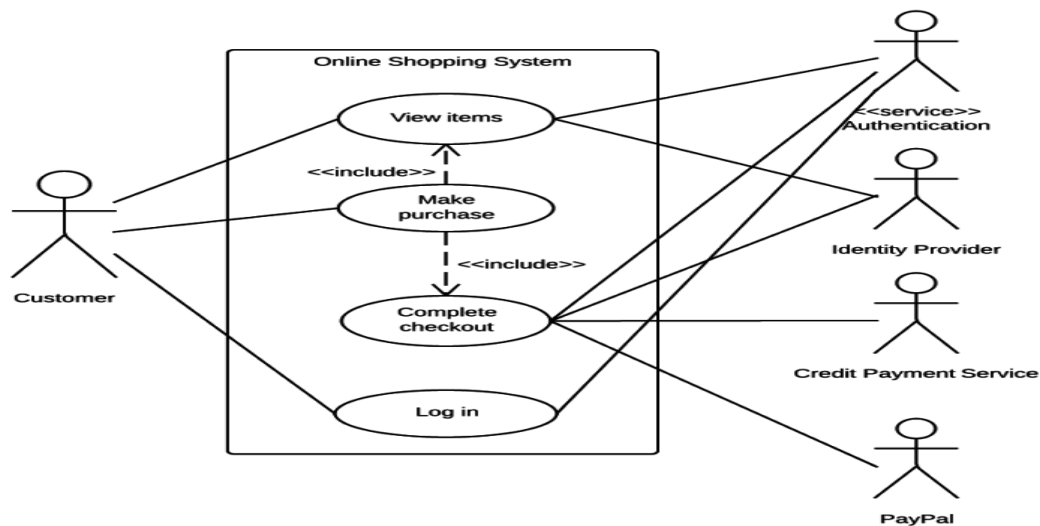 Online Shopping System
View items
<<service>>
Authentication
<<include>>
Make
purchase
Identity Provider
<<include>>
Customer
Complete
checkout
Credit Payment Service
Log in
PayPal